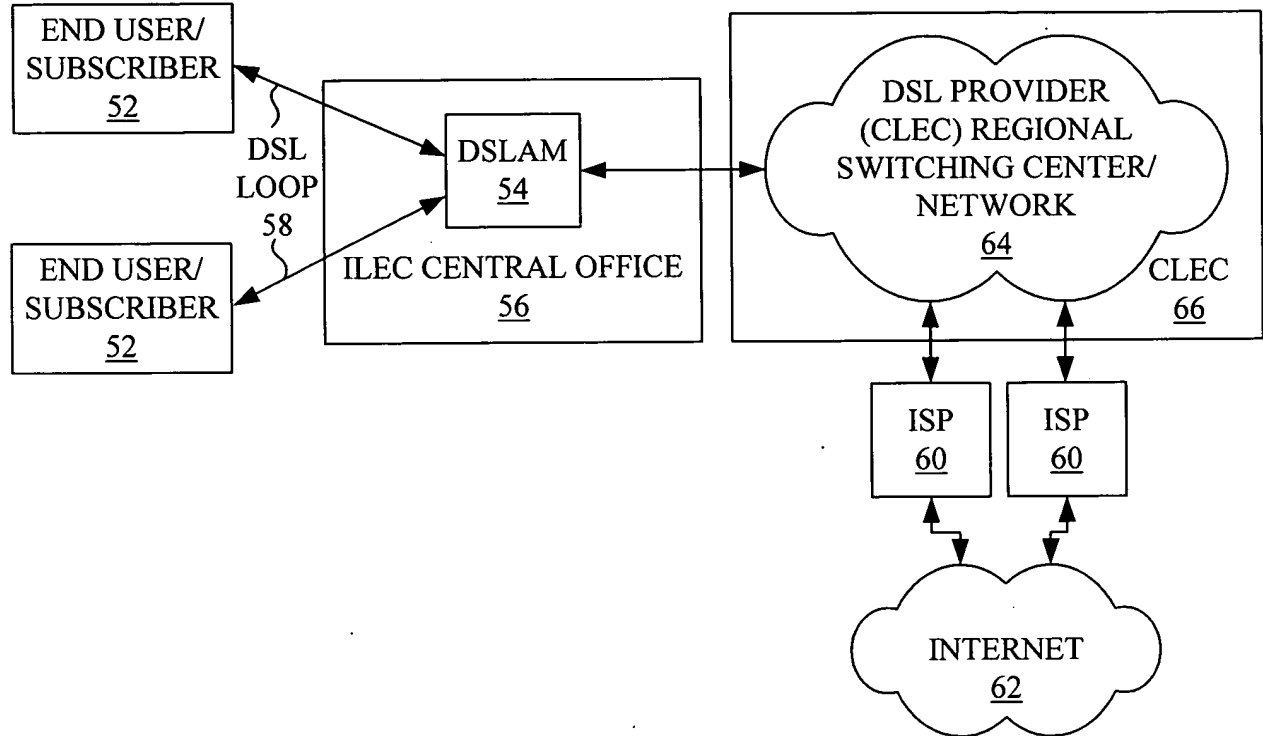 END USER/
SUBSCRIBER
52
DSL
LOOP
58
END USER/
SUBSCRIBER
52
DSLAM
54
ILEC CENTRAL OFFICE
56
DSL PROVIDER
(CLEC) REGIONAL
SWITCHING CENTER/
NETWORK
64
CLEC
66
ISP
60
ISP
60
INTERNET
62